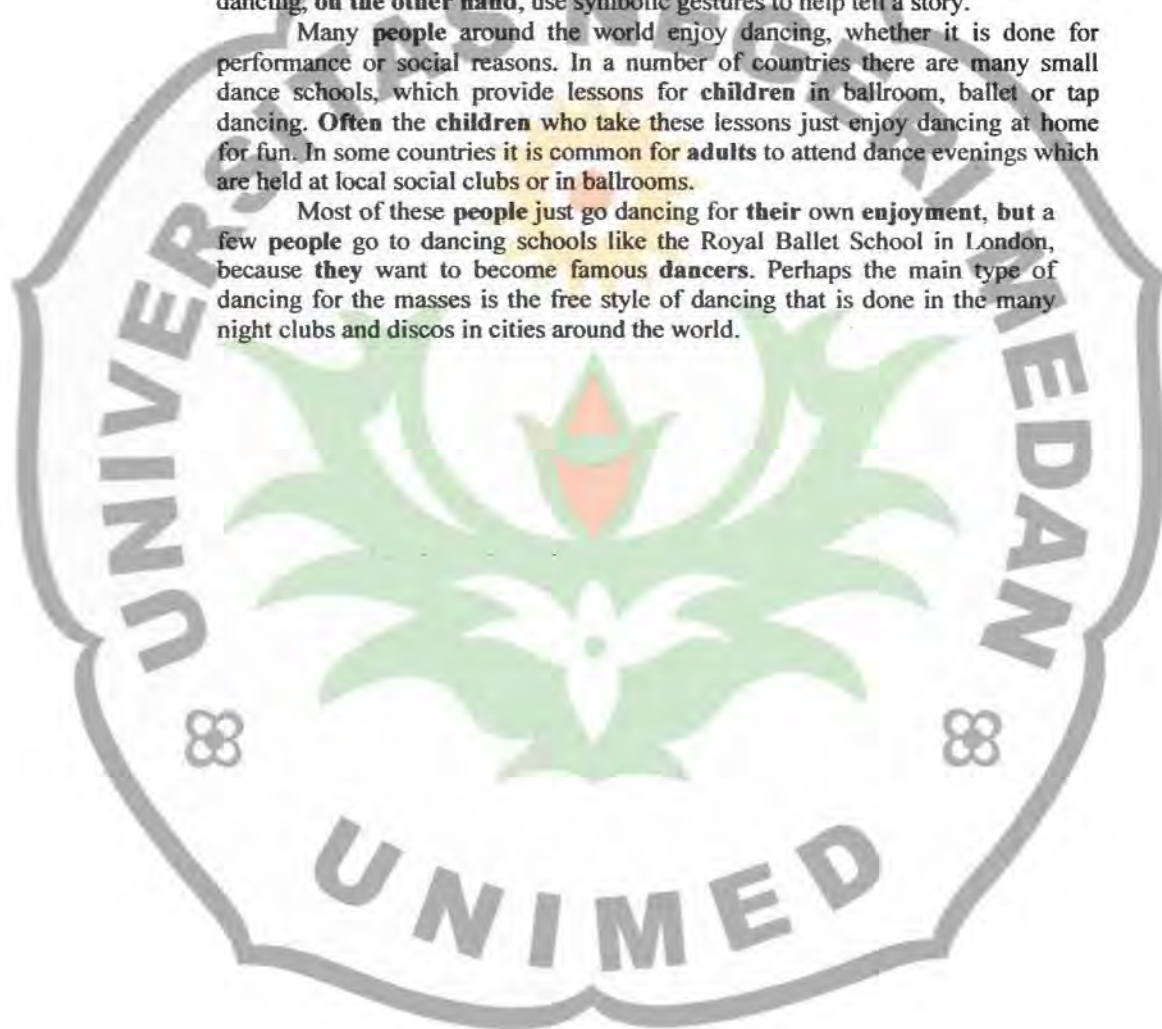 dancing, on the other hand, use symbolic gestures to help tell a story.
Many people around the world enjoy dancing, whether it is done for
performance or social reasons. In a number of countries there are many small
dance schools, which provide lessons for children in ballroom, ballet or tap
dancing. Often the children who take these lessons just enjoy dancing at home
for fun. In some countries it is common for adults to attend dance evenings which
are held at local social clubs or in ballrooms.
Most of these people just go dancing for their own enjoyment, but a
few people go to dancing schools like the Royal Ballet School in London,
because they want to become famous dancers. Perhaps the main type of
dancing for the masses is the free style of dancing that is done in the many
night clubs and discos in cities around the world.
UNIVERSITAS NEGERI MEDAN
UNIMED